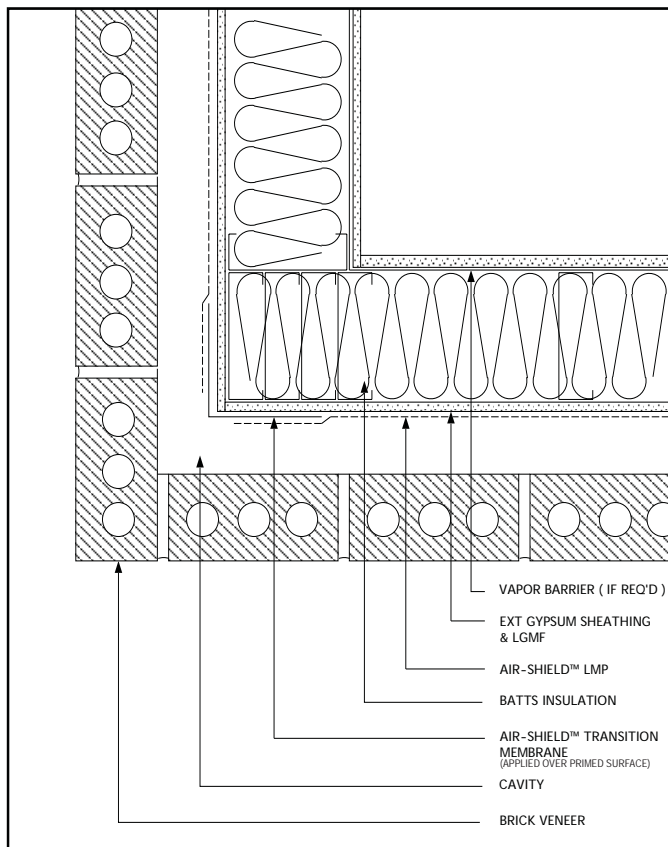 VAPOR BARRIER ( IF REQ'D )
EXT GYPSUM SHEATHING
& LGMF
AIR-SHIELD™ LMP
BATTS INSULATION
AIR-SHIELD™ TRANSITION
MEMBRANE
(APPLIED OVER PRIMED SURFACE)
CAVITY
BRICK VENEER